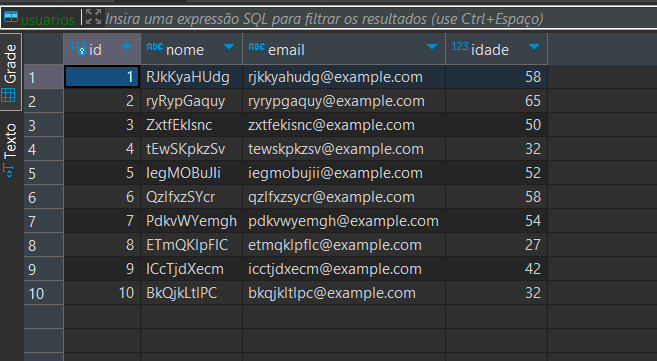 usuarios Insira uma expressão SQL para filtrar os resultados (use Ctrl+Espaço)
Grade
Texto
123 id ABC nome ABC email 123 idade
1 1 RJkKyaHUdg rjkkyahudg@example.com 58
2 2 ryRypGaquy ryrypgaquy@example.com 65
3 3 ZxtfEkIsnc zxtfekisnc@example.com 50
4 4 tEwSKpkzSv tewskpkzsv@example.com 32
5 5 IegMOBuJIi iegmobujii@example.com 52
6 6 QzlfxzSYcr qzlfxzsycr@example.com 58
7 7 PdkvWYemgh pdkvwyemgh@example.com 54
8 8 ETmQKlpFlC etmqklpflc@example.com 27
9 9 ICcTjdXecm icctjdxecm@example.com 42
10 10 BkQjkLtlPC bkqjkltlpc@example.com 32